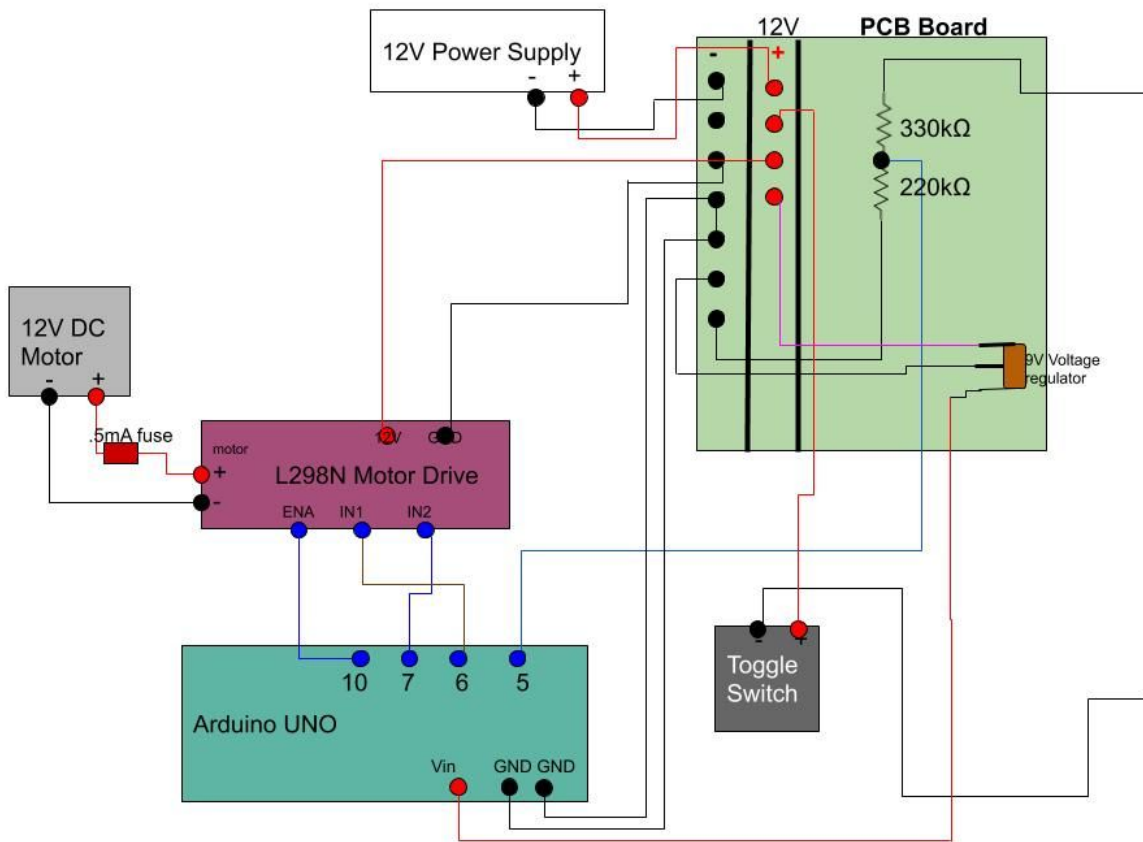 12V PCB Board
12V Power Supply
- +
- +
330kΩ
220kΩ
12V DC
Motor
- +
9V Voltage
regulator
.5mA fuse
motor
12V GND
+
L298N Motor Drive
-
ENA IN1 IN2
- +
Toggle
Switch
10 7 6 5
Arduino UNO
Vin GND GND